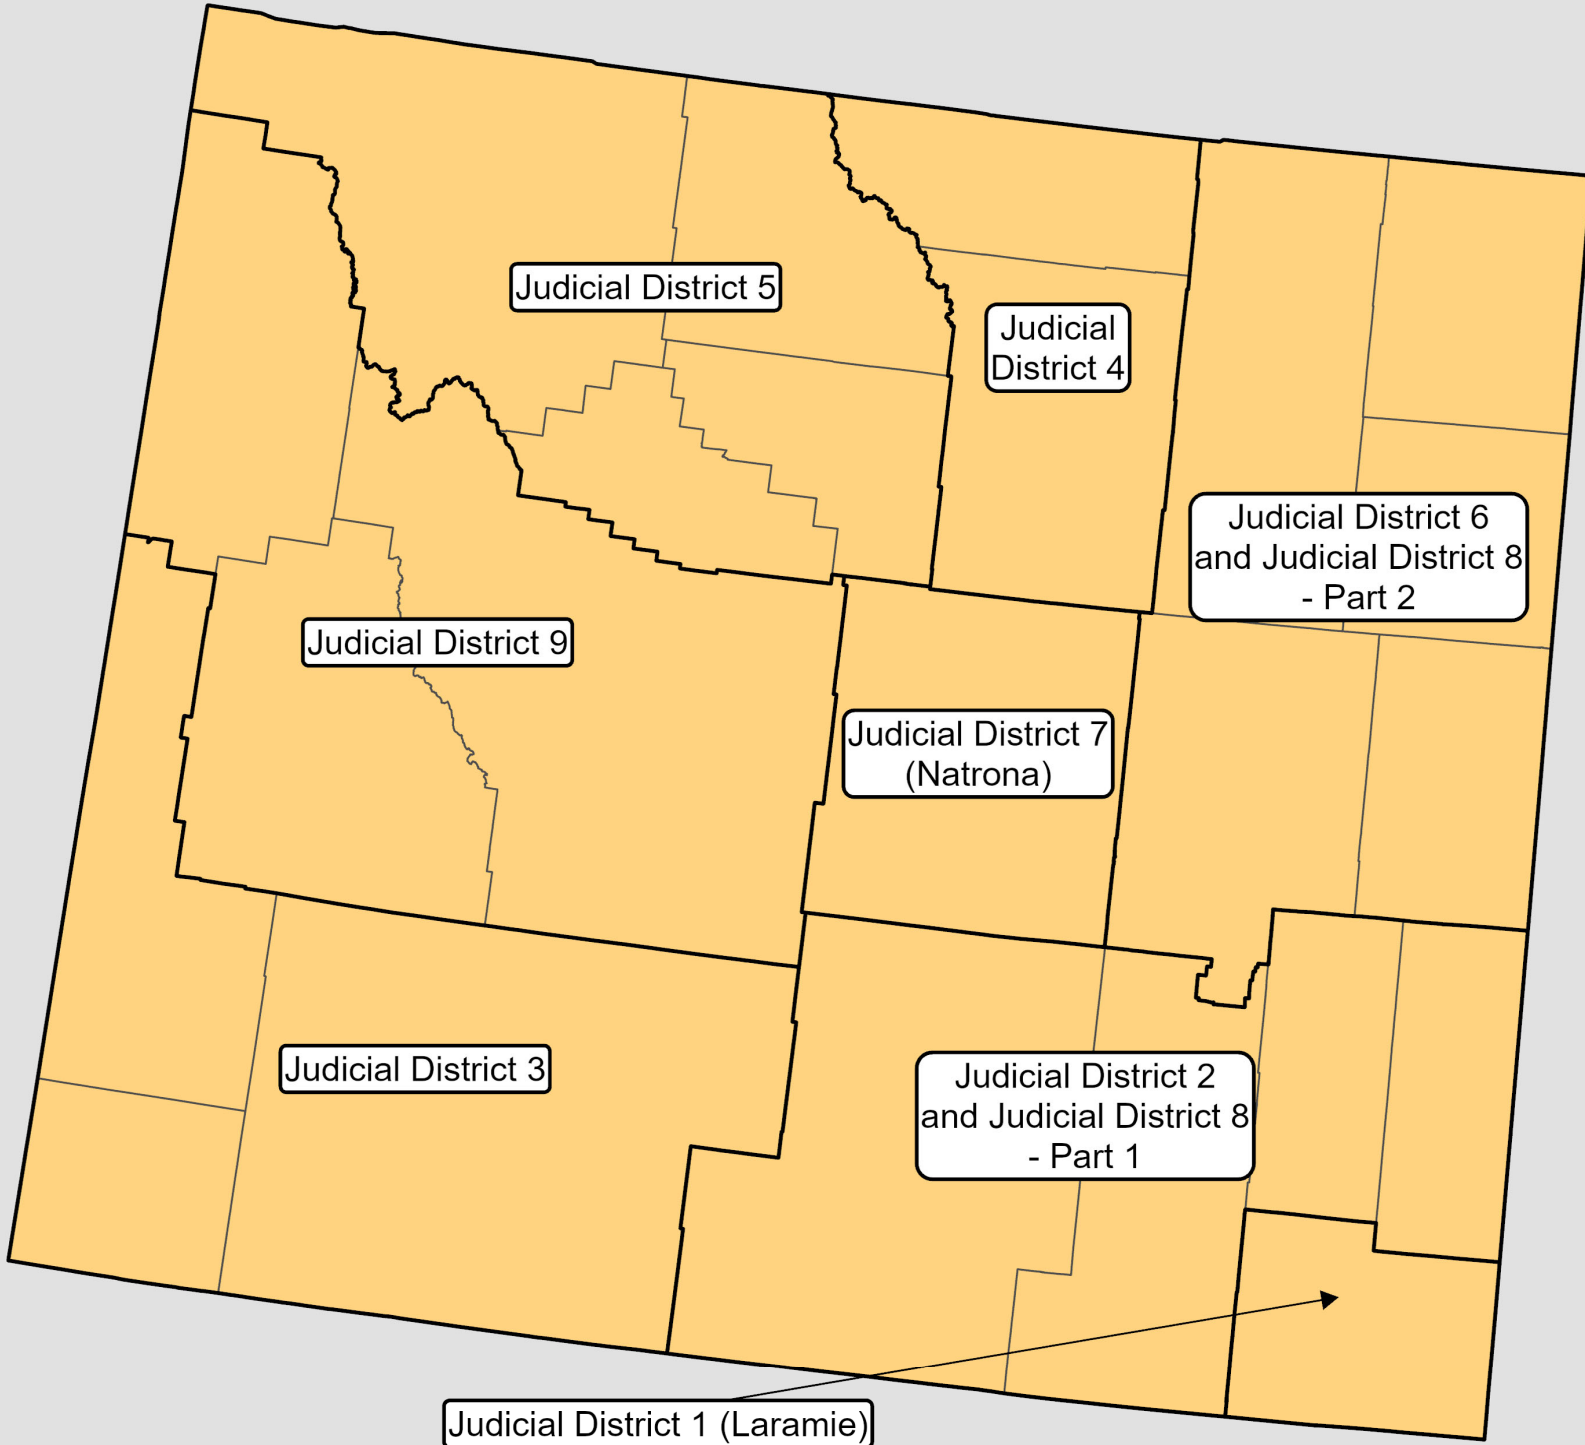 Judicial District 5
Judicial
District 4
Judicial District 6
and Judicial District 8
- Part 2
Judicial District 9
Judicial District 7
(Natrona)
Judicial District 3
Judicial District 2
and Judicial District 8
- Part 1
Judicial District 1 (Laramie)